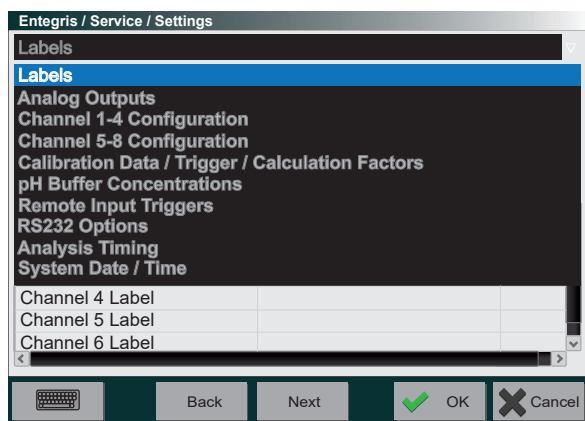 Entegris / Service / Settings
Labels
Labels
Analog Outputs
Channel 1-4 Configuration
Channel 5-8 Configuration
Calibration Data / Trigger / Calculation Factors
pH Buffer Concentrations
Remote Input Triggers
RS232 Options
Analysis Timing
System Date / Time
Channel 4 Label
Channel 5 Label
Channel 6 Label
Back Next OK Cancel